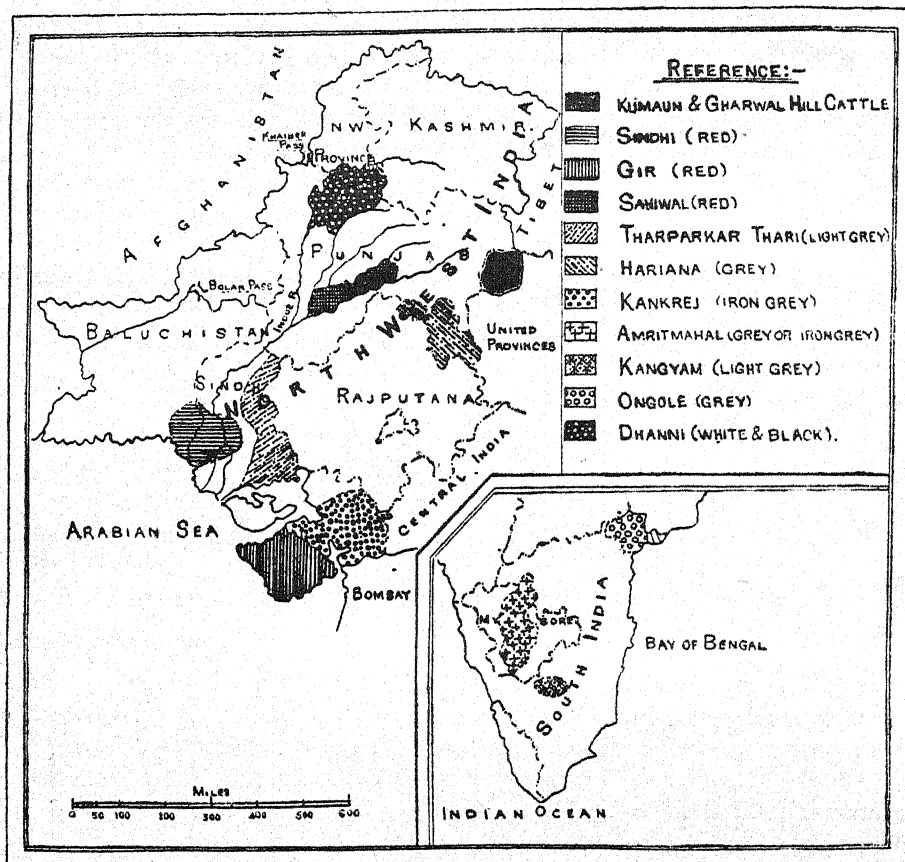 REFERENCE:-
KUMAUN & GHARWAL HILL CATTLE
SINDHI (RED)
GIR (RED)
SAHIWAL (RED)
THARPARKAR THARI (LIGHT GREY)
HARIANA (GREY)
KANKREJ (IRON GREY)
AMRITMAHAL (GREY OR IRON GREY)
KANGYAM (LIGHT GREY)
ONGOLE (GREY)
DHANNI (WHITE & BLACK).
AFGHANISTAN
KHAIBER PASS
N W
PROVINCE
KASHMIR
TIBET
NORTH WEST INDIA
PUNJAB
BOLAN PASS
INDUS R.
BALUCHISTAN
UNITED PROVINCES
SIND
RAJPUTANA
CENTRAL INDIA
ARABIAN SEA
BOMBAY
MYSORE
SOUTH INDIA
BAY OF BENGAL
INDIAN OCEAN
MILES
0 50 100 200 300 400 500 600